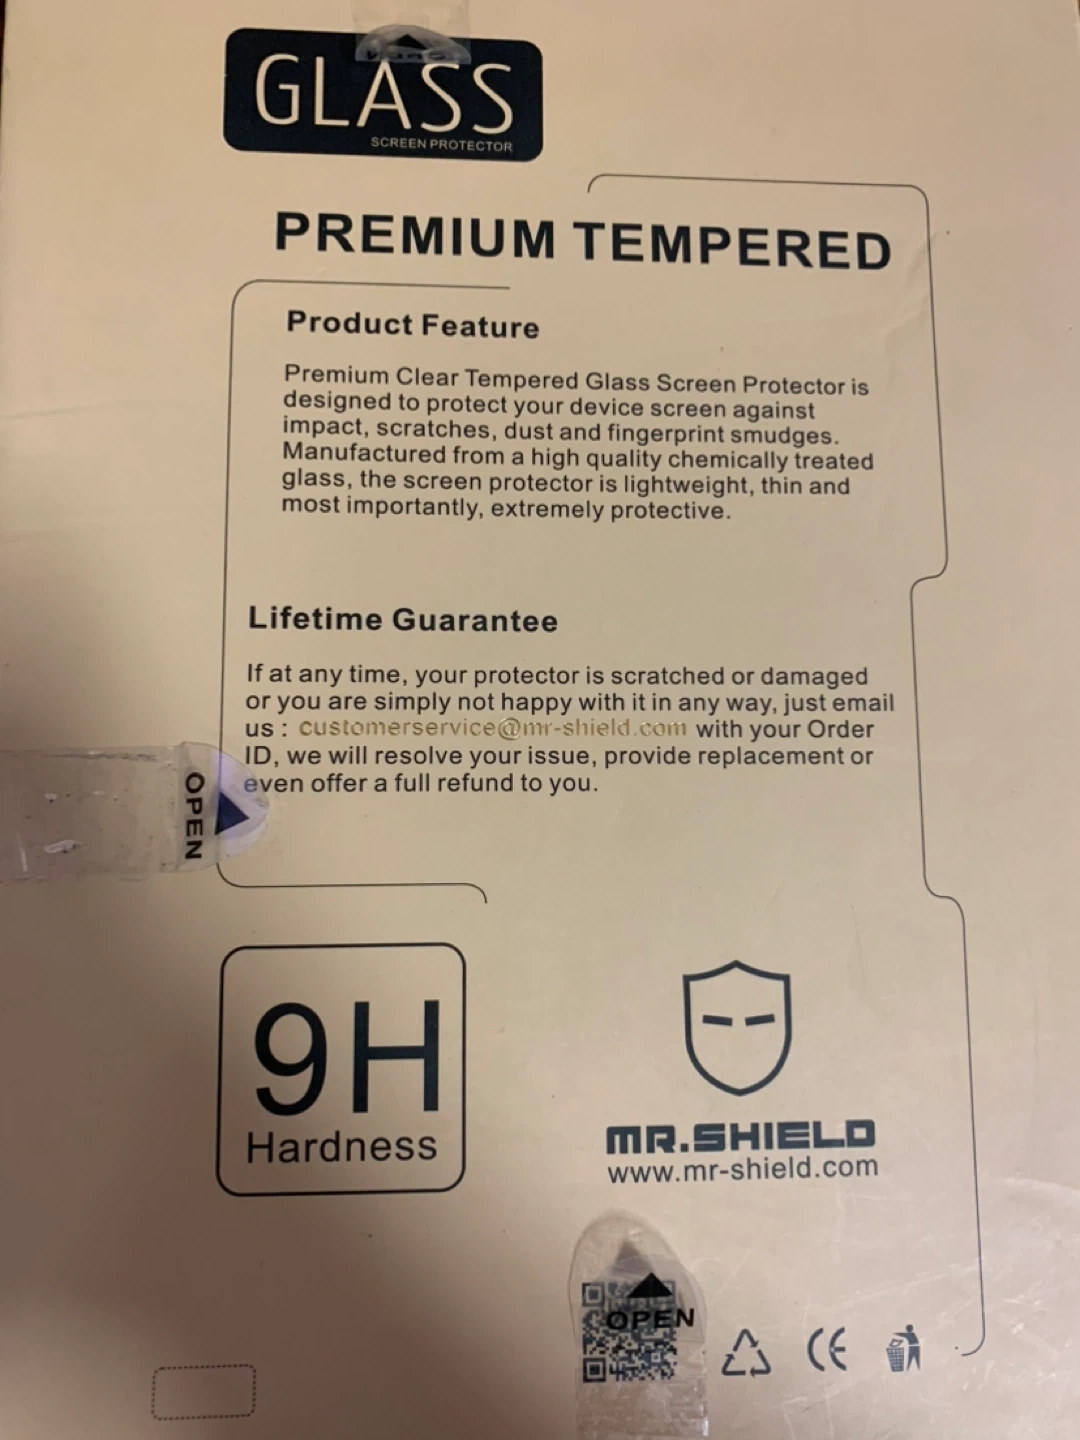 GLASS
SCREEN PROTECTOR
PREMIUM TEMPERED
Product Feature
Premium Clear Tempered Glass Screen Protector is
designed to protect your device screen against
impact, scratches, dust and fingerprint smudges.
Manufactured from a high quality chemically treated
glass, the screen protector is lightweight, thin and
most importantly, extremely protective.
Lifetime Guarantee
If at any time, your protector is scratched or damaged
or you are simply not happy with it in any way, just email
us : customerservice@mr-shield.com with your Order
ID, we will resolve your issue, provide replacement or
even offer a full refund to you.
OPEN
9H
Hardness
MR.SHIELD
www.mr-shield.com
OPEN
CE